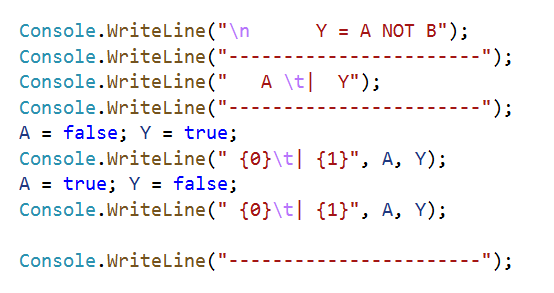 Console.WriteLine("\n      Y = A NOT B");
Console.WriteLine("-----------------------");
Console.WriteLine("   A \t|  Y");
Console.WriteLine("-----------------------");
A = false; Y = true;
Console.WriteLine(" {0}\t| {1}", A, Y);
A = true; Y = false;
Console.WriteLine(" {0}\t| {1}", A, Y);
Console.WriteLine("-----------------------");